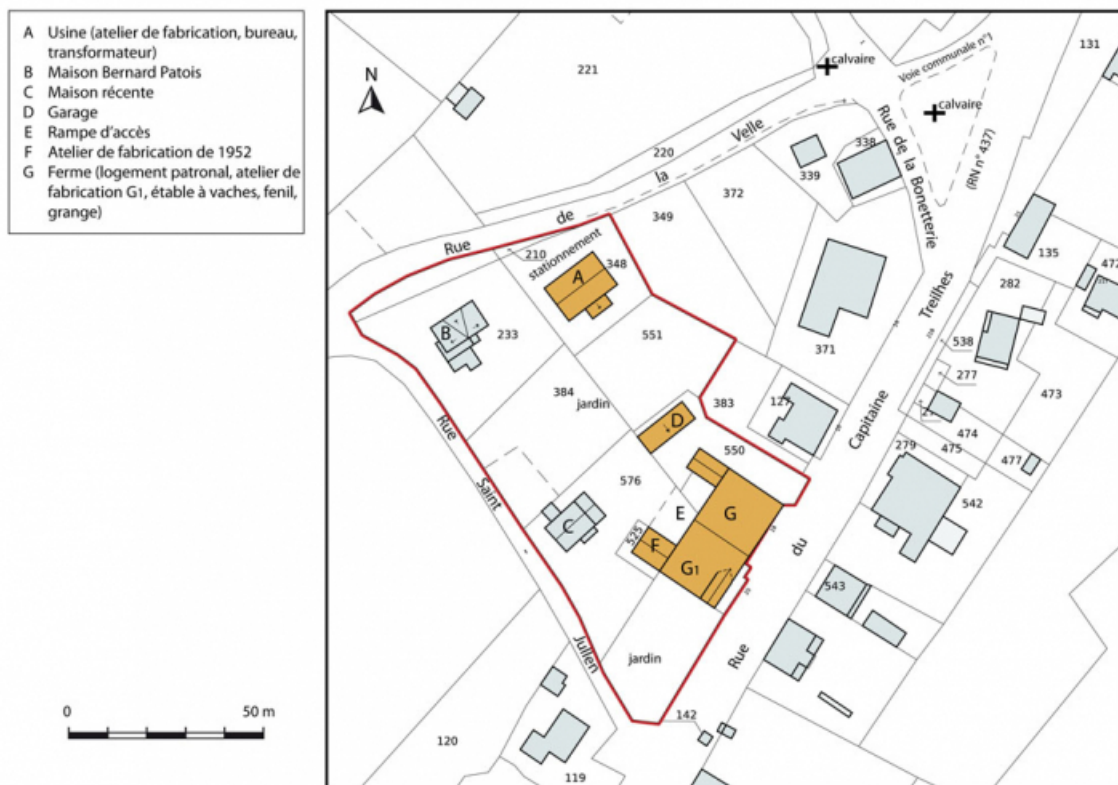 A Usine (atelier de fabrication, bureau,
transformateur)
B Maison Bernard Patois
C Maison récente
D Garage
E Rampe d'accès
F Atelier de fabrication de 1952
G Ferme (logement patronal, atelier de
fabrication G1, étable à vaches, fenil,
grange)
N
0 50 m
131
221
calvaire
Voie communale n°1
calvaire
Rue de la Velle
220
338
339
Rue de la Bonnetterie
(RN n° 437)
372
349
210
stationnement
348
A
135
472
282
B
233
551
371
538
277
473
384
jardin
383
127
D
474
475
477
279
550
542
576
E
G
C
525
F
G1
543
Rue Saint Julien
Rue du Capitaine Treilhes
jardin
142
120
119